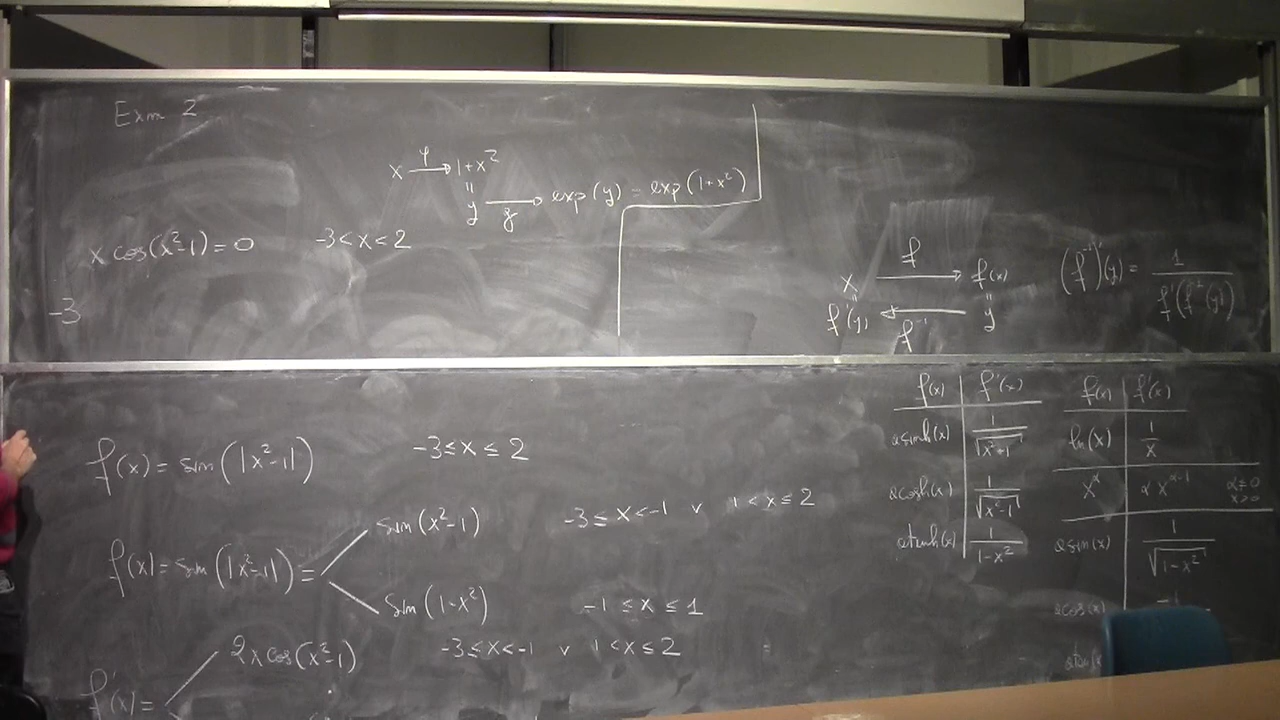 Exm 2
x —φ→ 1+x²
"
y —g→ exp(y) = exp(1+x²)
x cos(x²-1)=0 -3<x<2
-3
x —f→ f(x)
" "
f⁻¹(y) ←f⁻¹— y
(f⁻¹)'(y) = 1/f'(f⁻¹(y))
f(x) = sin(|x²-1|) -3≤x≤2
f(x) = sin(|x²-1|) =
sin(x²-1) -3≤x<-1 ∨ 1<x≤2
sin(1-x²) -1≤x≤1
f'(x) =
2x cos(x²-1) -3≤x<-1 ∨ 1<x≤2
f(x) | f'(x)
asinh(x) | 1/√(x²+1)
acosh(x) | 1/√(x²-1)
atanh(x) | 1/(1-x²)
f(x) | f'(x)
ln(x) | 1/x
x^α | α x^(α-1) α≠0 x>0
asin(x) | 1/√(1-x²)
acos(x) | -1